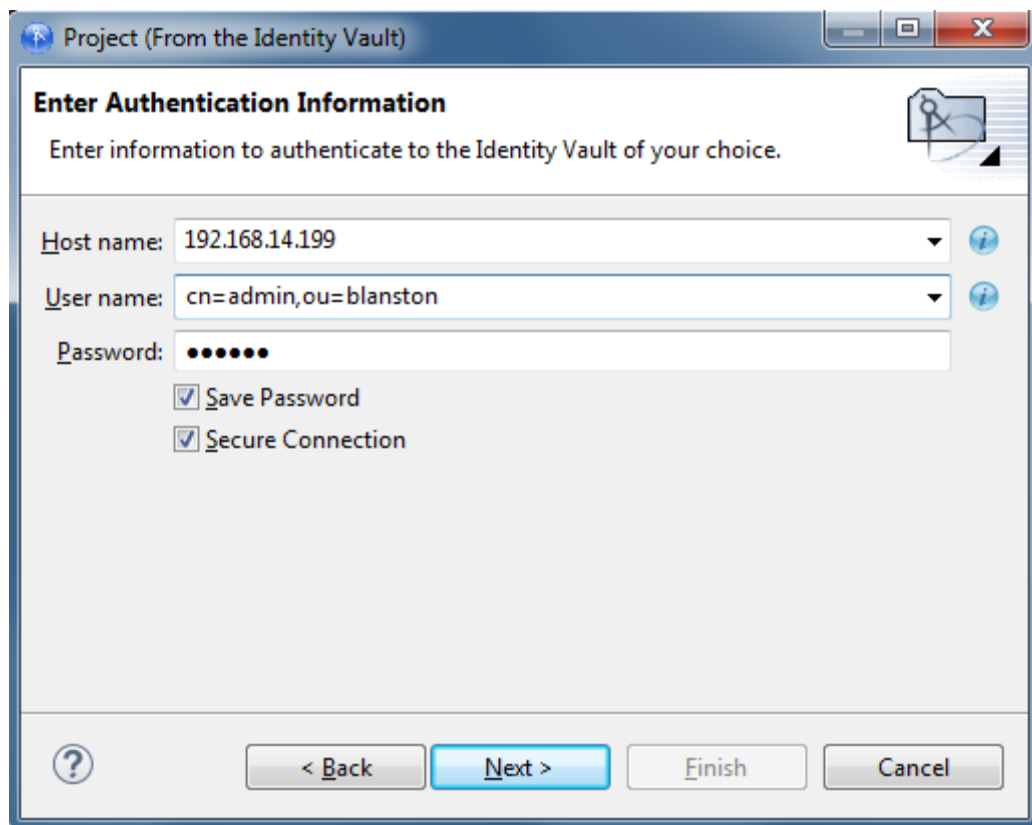 Project (From the Identity Vault)
Enter Authentication Information
Enter information to authenticate to the Identity Vault of your choice.
Host name: 192.168.14.199
User name: cn=admin,ou=blanston
Password: ●●●●●●
Save Password
Secure Connection
? < Back Next > Finish Cancel